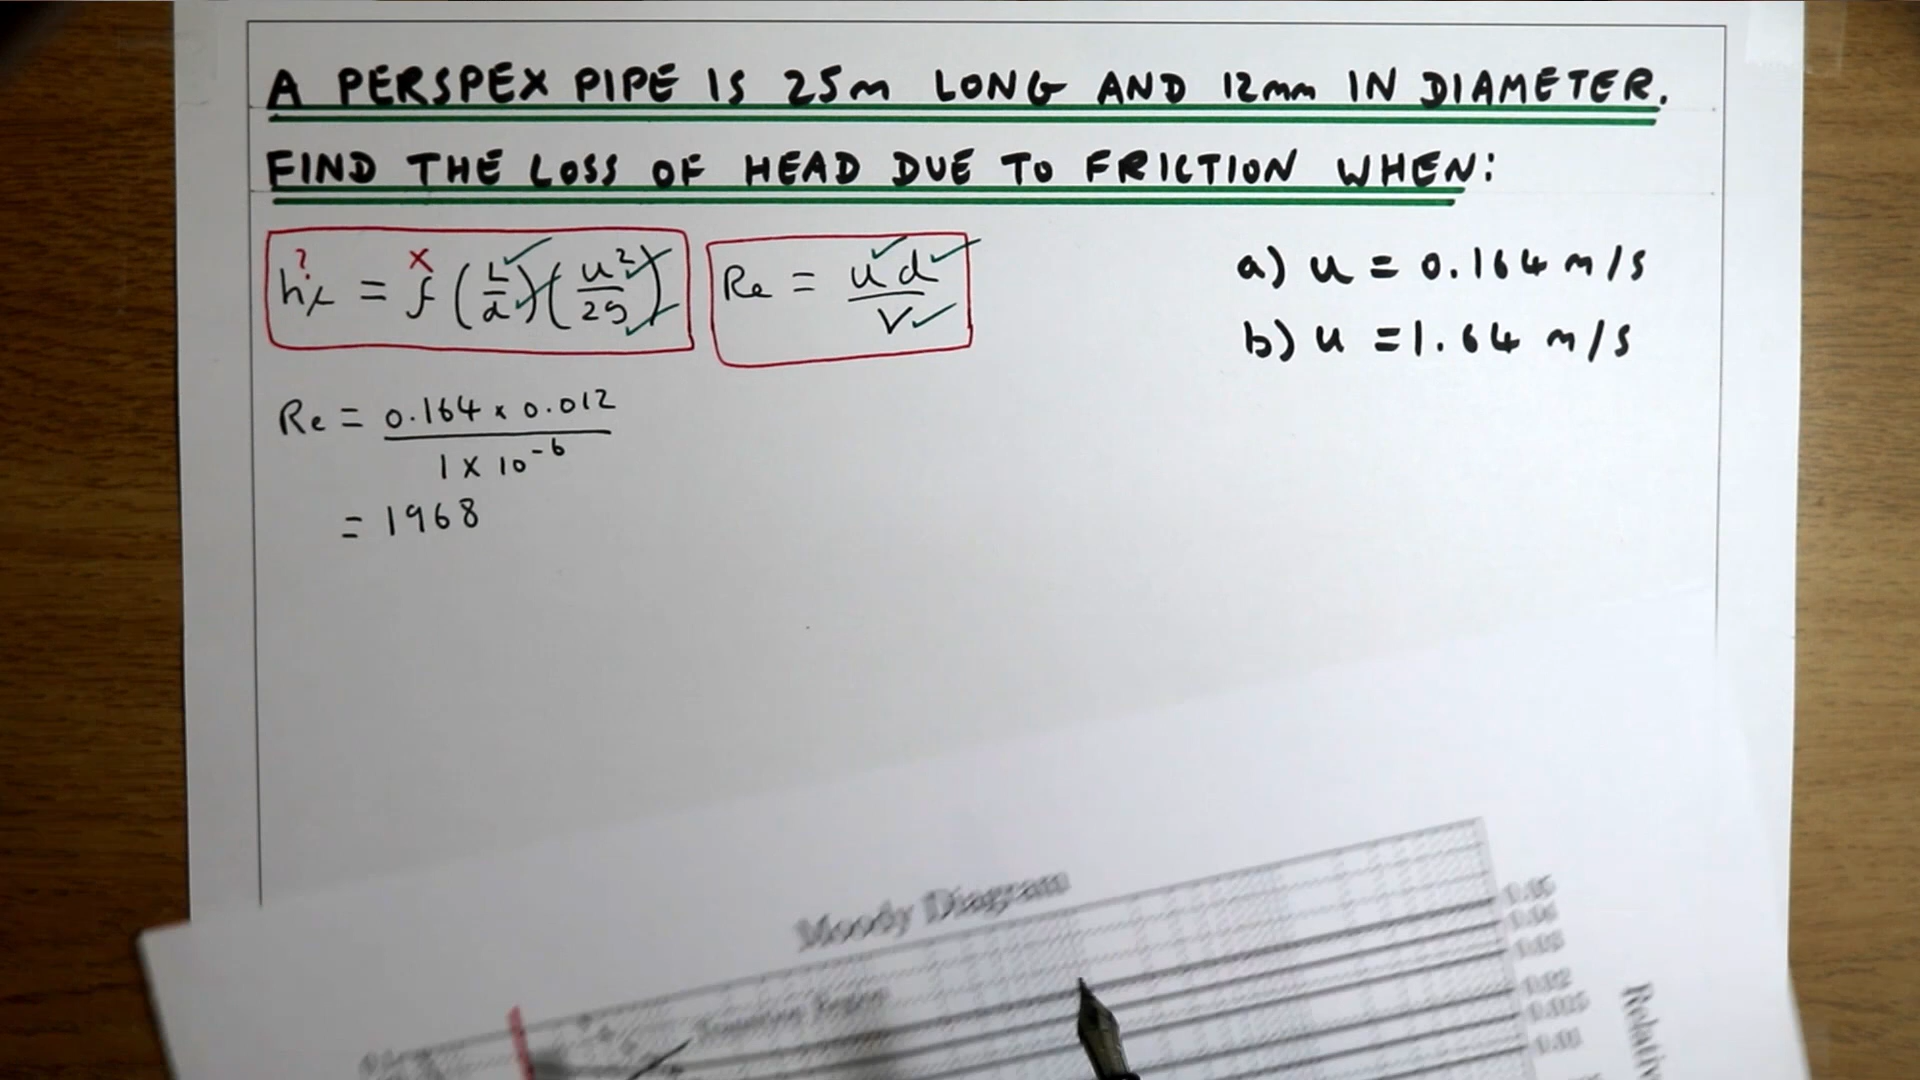 A PERSPEX PIPE IS 25m LONG AND 12mm IN DIAMETER.
FIND THE LOSS OF HEAD DUE TO FRICTION WHEN:
? x
hf = f (L/d)(u²/2g)
Re = ud/ν
a) u = 0.164 m/s
b) u = 1.64 m/s
Re = 0.164 x 0.012
1 x 10⁻⁶
= 1968
Moody Diagram